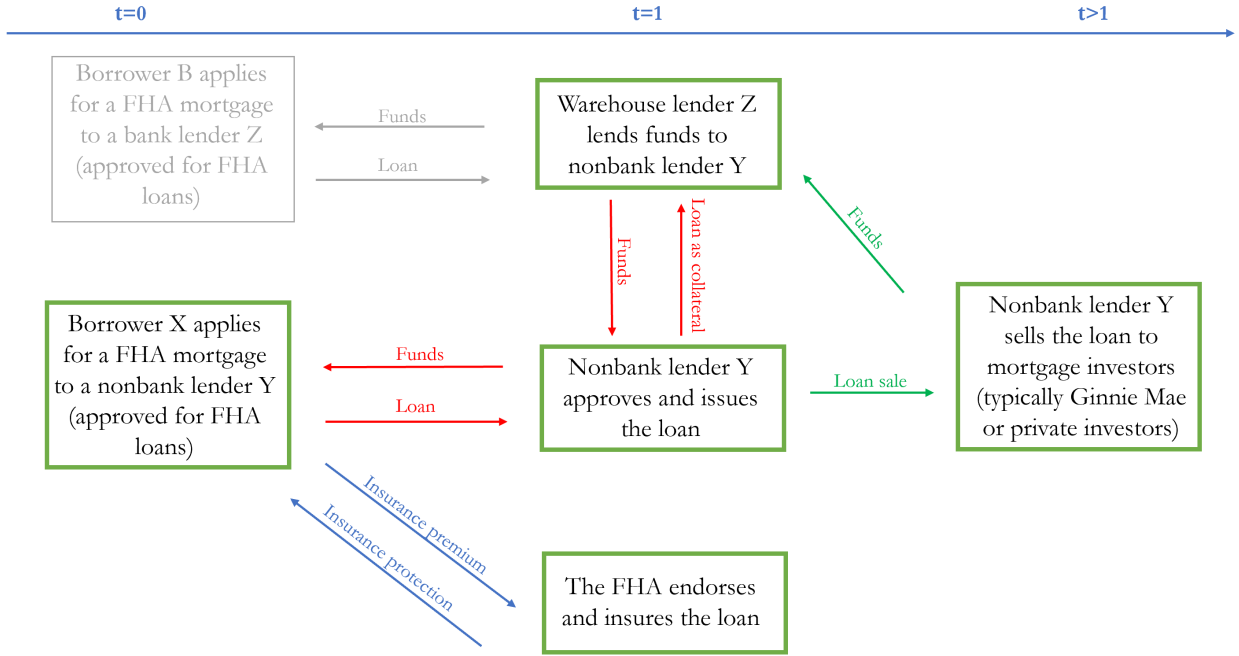 t=0
t=1
t>1
Borrower B applies
for a FHA mortgage
to a bank lender Z
(approved for FHA
loans)
Funds
Loan
Warehouse lender Z
lends funds to
nonbank lender Y
Funds
Loan as collateral
Funds
Borrower X applies
for a FHA mortgage
to a nonbank lender Y
(approved for FHA
loans)
Funds
Loan
Nonbank lender Y
approves and issues
the loan
Loan sale
Nonbank lender Y
sells the loan to
mortgage investors
(typically Ginnie Mae
or private investors)
Insurance premium
Insurance protection
The FHA endorses
and insures the loan